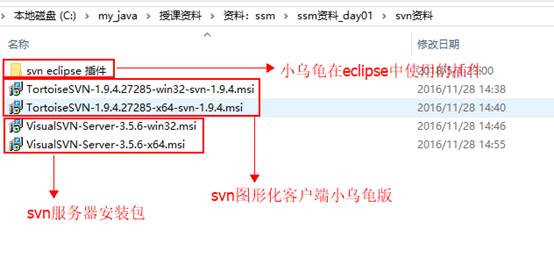 本地磁盘 (C:) › my_java › 授课资料 › 资料：ssm › ssm资料_day01 › svn资料
名称
修改日期
svn eclipse 插件
小乌龟在eclipse中使用的插件
TortoiseSVN-1.9.4.27285-win32-svn-1.9.4.msi
2016/11/28 14:38
TortoiseSVN-1.9.4.27285-x64-svn-1.9.4.msi
2016/11/28 14:40
VisualSVN-Server-3.5.6-win32.msi
2016/11/28 14:46
VisualSVN-Server-3.5.6-x64.msi
2016/11/28 14:55
svn图形化客户端小乌龟版
svn服务器安装包